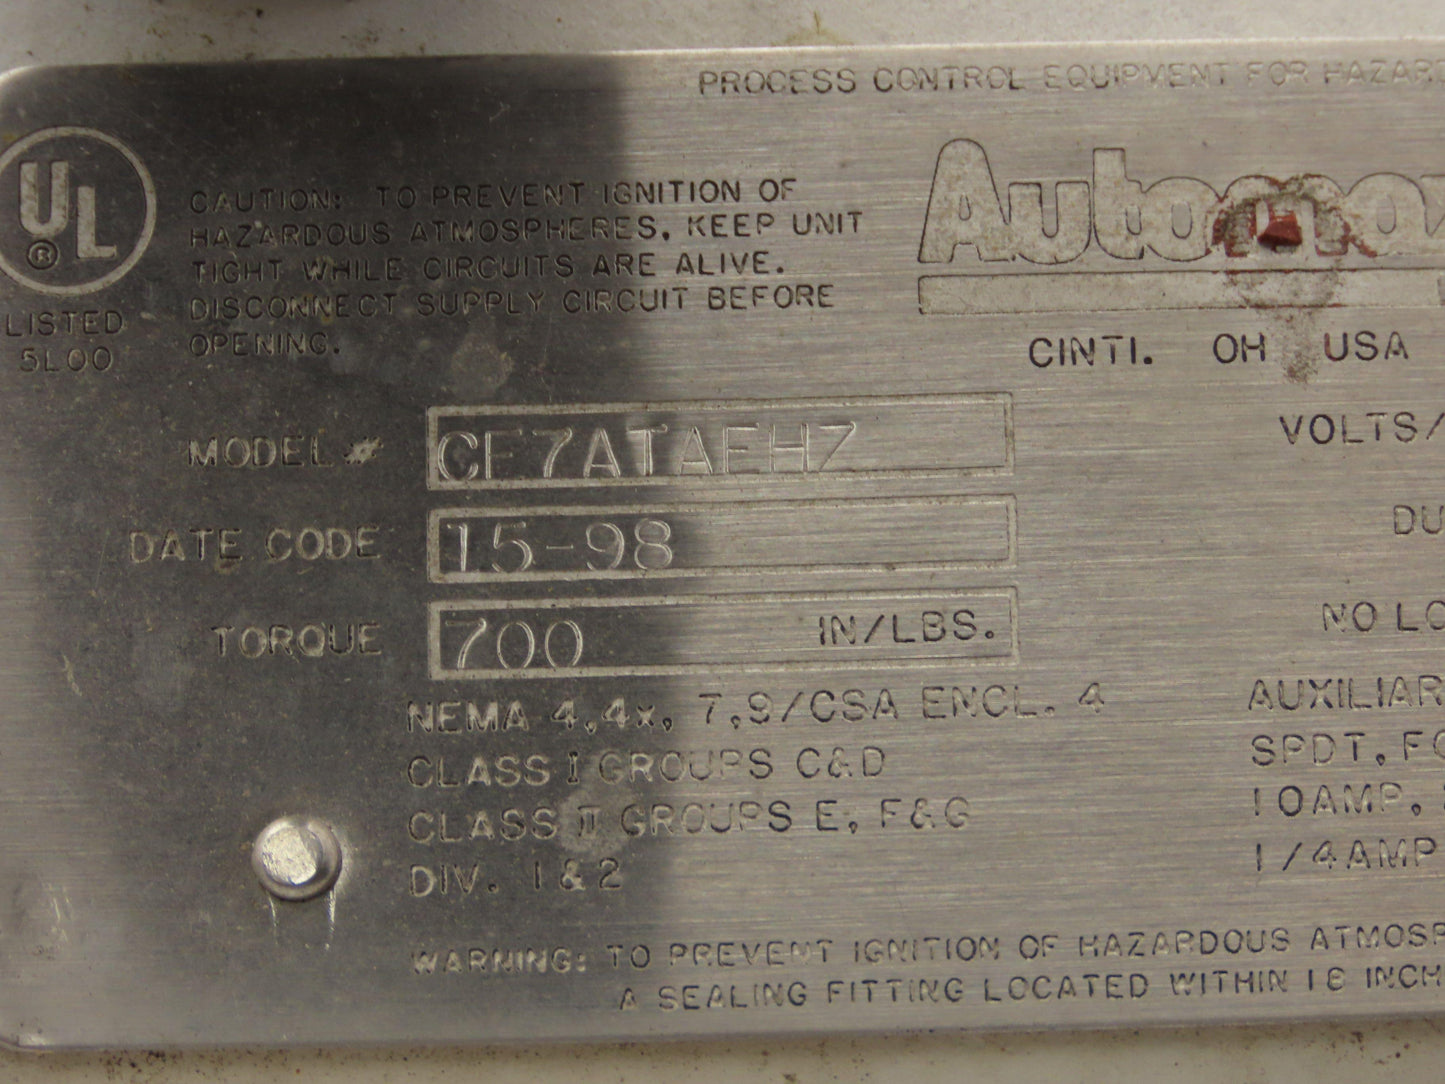 PROCESS CONTROL EQUIPMENT FOR HAZARD
UL
®
LISTED
5L00
CAUTION: TO PREVENT IGNITION OF
HAZARDOUS ATMOSPHERES, KEEP UNIT
TIGHT WHILE CIRCUITS ARE ALIVE.
DISCONNECT SUPPLY CIRCUIT BEFORE
OPENING.
Automax
CINTI. OH USA
MODEL # CF7ATAEHZ
DATE CODE 15-98
TORQUE 700 IN/LBS.
NEMA 4,4x, 7,9/CSA ENCL. 4
CLASS I GROUPS C&D
CLASS II GROUPS E, F&G
DIV. 1 & 2
VOLTS/
DU
NO LO
AUXILIAR
SPDT, FO
10AMP,
1/4AMP
WARNING: TO PREVENT IGNITION OF HAZARDOUS ATMOSP
A SEALING FITTING LOCATED WITHIN 18 INCH